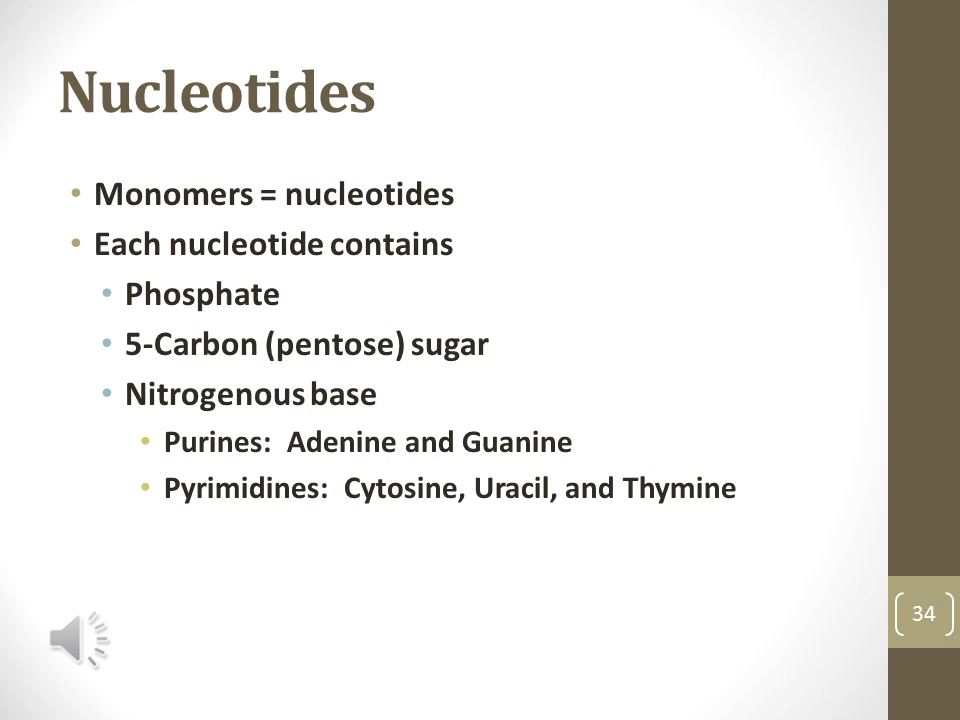 Nucleotides
• Monomers = nucleotides
• Each nucleotide contains
• Phosphate
• 5-Carbon (pentose) sugar
• Nitrogenous base
• Purines:  Adenine and Guanine
• Pyrimidines:  Cytosine, Uracil, and Thymine
34